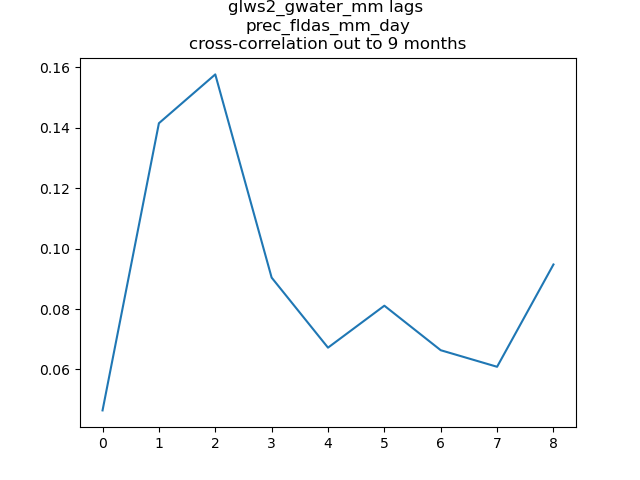 glws2_gwater_mm lags
prec_fldas_mm_day
cross-correlation out to 9 months
0.16
0.14
0.12
0.10
0.08
0.06
0 1 2 3 4 5 6 7 8